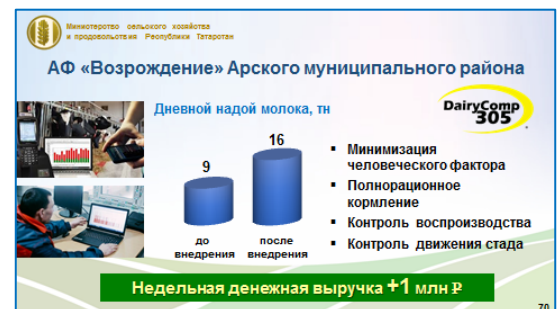 Министерство сельского хозяйства
и продовольствия Республики Татарстан
АФ «Возрождение» Арского муниципального района
Дневной надой молока, тн
DairyComp
305
9
16
до
внедрения
после
внедрения
▪ Минимизация
человеческого фактора
▪ Полнорационное
кормление
▪ Контроль воспроизводства
▪ Контроль движения стада
Недельная денежная выручка +1 млн ₽
70